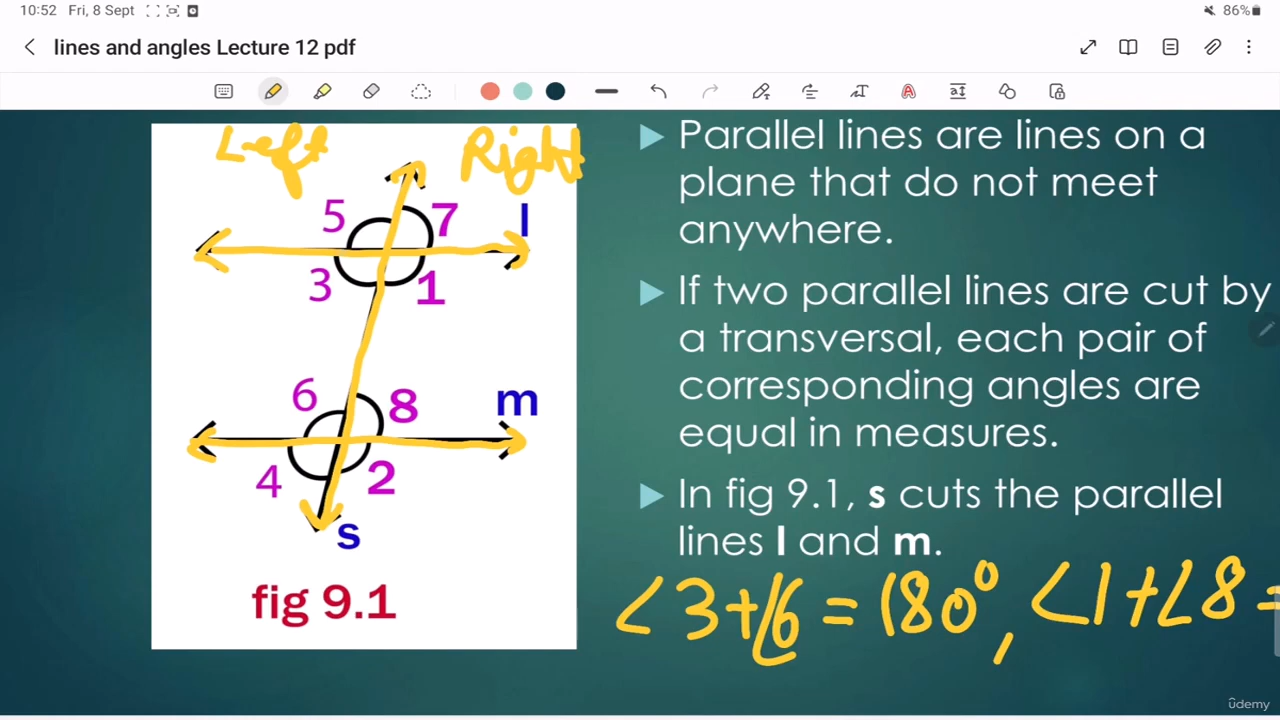 10:52 Fri, 8 Sept 86%
lines and angles Lecture 12 pdf
Left Right
5 7 l
3 1
6 8 m
4 2
s
fig 9.1
Parallel lines are lines on a
plane that do not meet
anywhere.
If two parallel lines are cut by
a transversal, each pair of
corresponding angles are
equal in measures.
In fig 9.1, s cuts the parallel
lines l and m.
∠3+∠6=180°, ∠1+∠8=
ûdemy